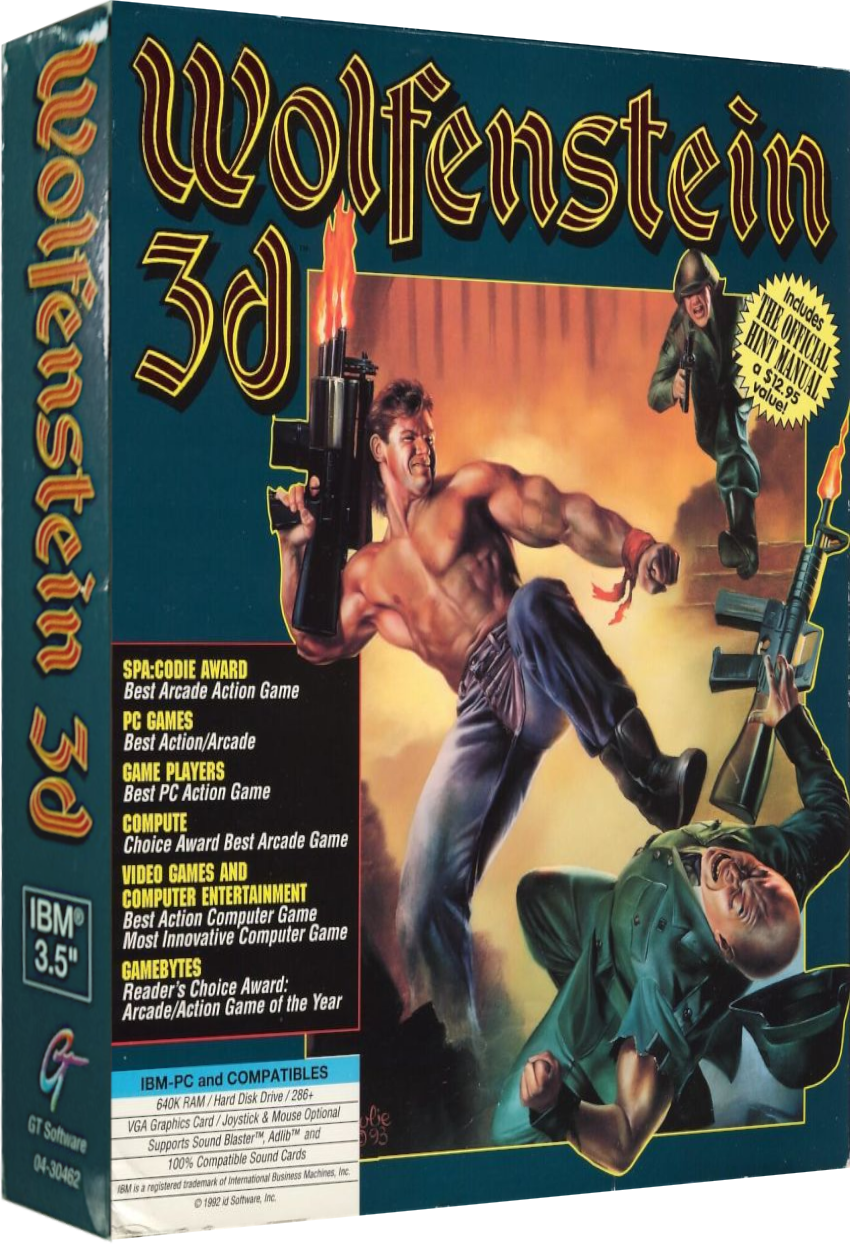 Wolfenstein 3d
IBM®
3.5"
GT Software
04-30462
Wolfenstein
3d
Includes
THE OFFICIAL
HINT MANUAL
a $12.95
value!
SPA:CODIE AWARD
Best Arcade Action Game
PC GAMES
Best Action/Arcade
GAME PLAYERS
Best PC Action Game
COMPUTE
Choice Award Best Arcade Game
VIDEO GAMES AND
COMPUTER ENTERTAINMENT
Best Action Computer Game
Most Innovative Computer Game
GAMEBYTES
Reader's Choice Award:
Arcade/Action Game of the Year
IBM-PC and COMPATIBLES
640K RAM / Hard Disk Drive / 286+
VGA Graphics Card / Joystick & Mouse Optional
Supports Sound Blaster™, Adlib™ and
100% Compatible Sound Cards
IBM is a registered trademark of International Business Machines, Inc.
© 1992 id Software, Inc.